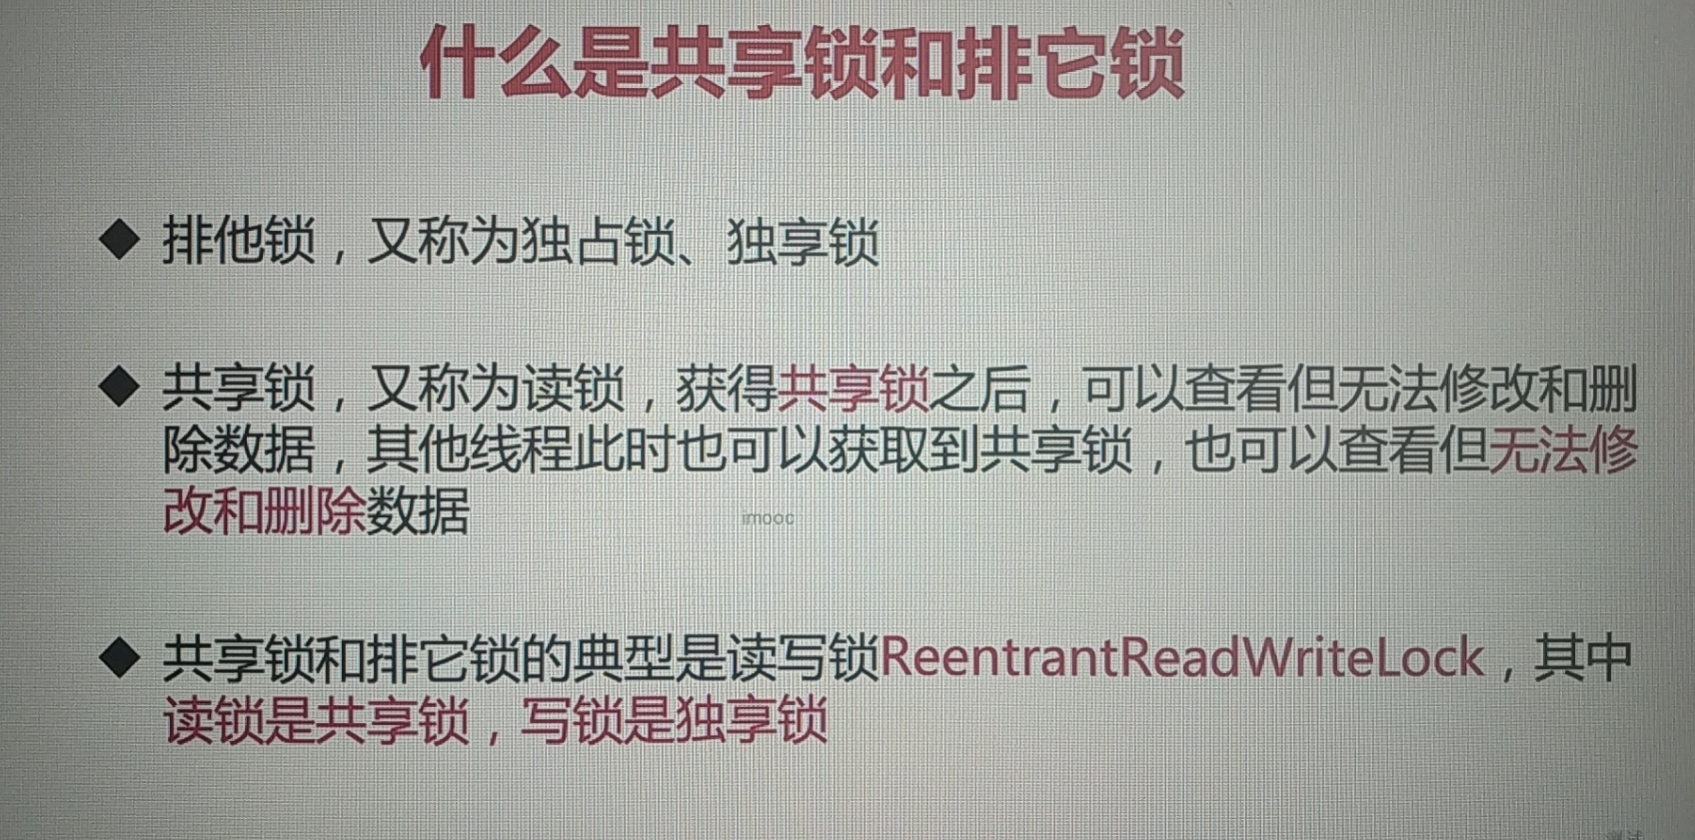 什么是共享锁和排它锁
◆ 排他锁，又称为独占锁、独享锁
◆ 共享锁，又称为读锁，获得共享锁之后，可以查看但无法修改和删
除数据，其他线程此时也可以获取到共享锁，也可以查看但无法修
改和删除数据
imooc
◆ 共享锁和排它锁的典型是读写锁ReentrantReadWriteLock，其中
读锁是共享锁，写锁是独享锁